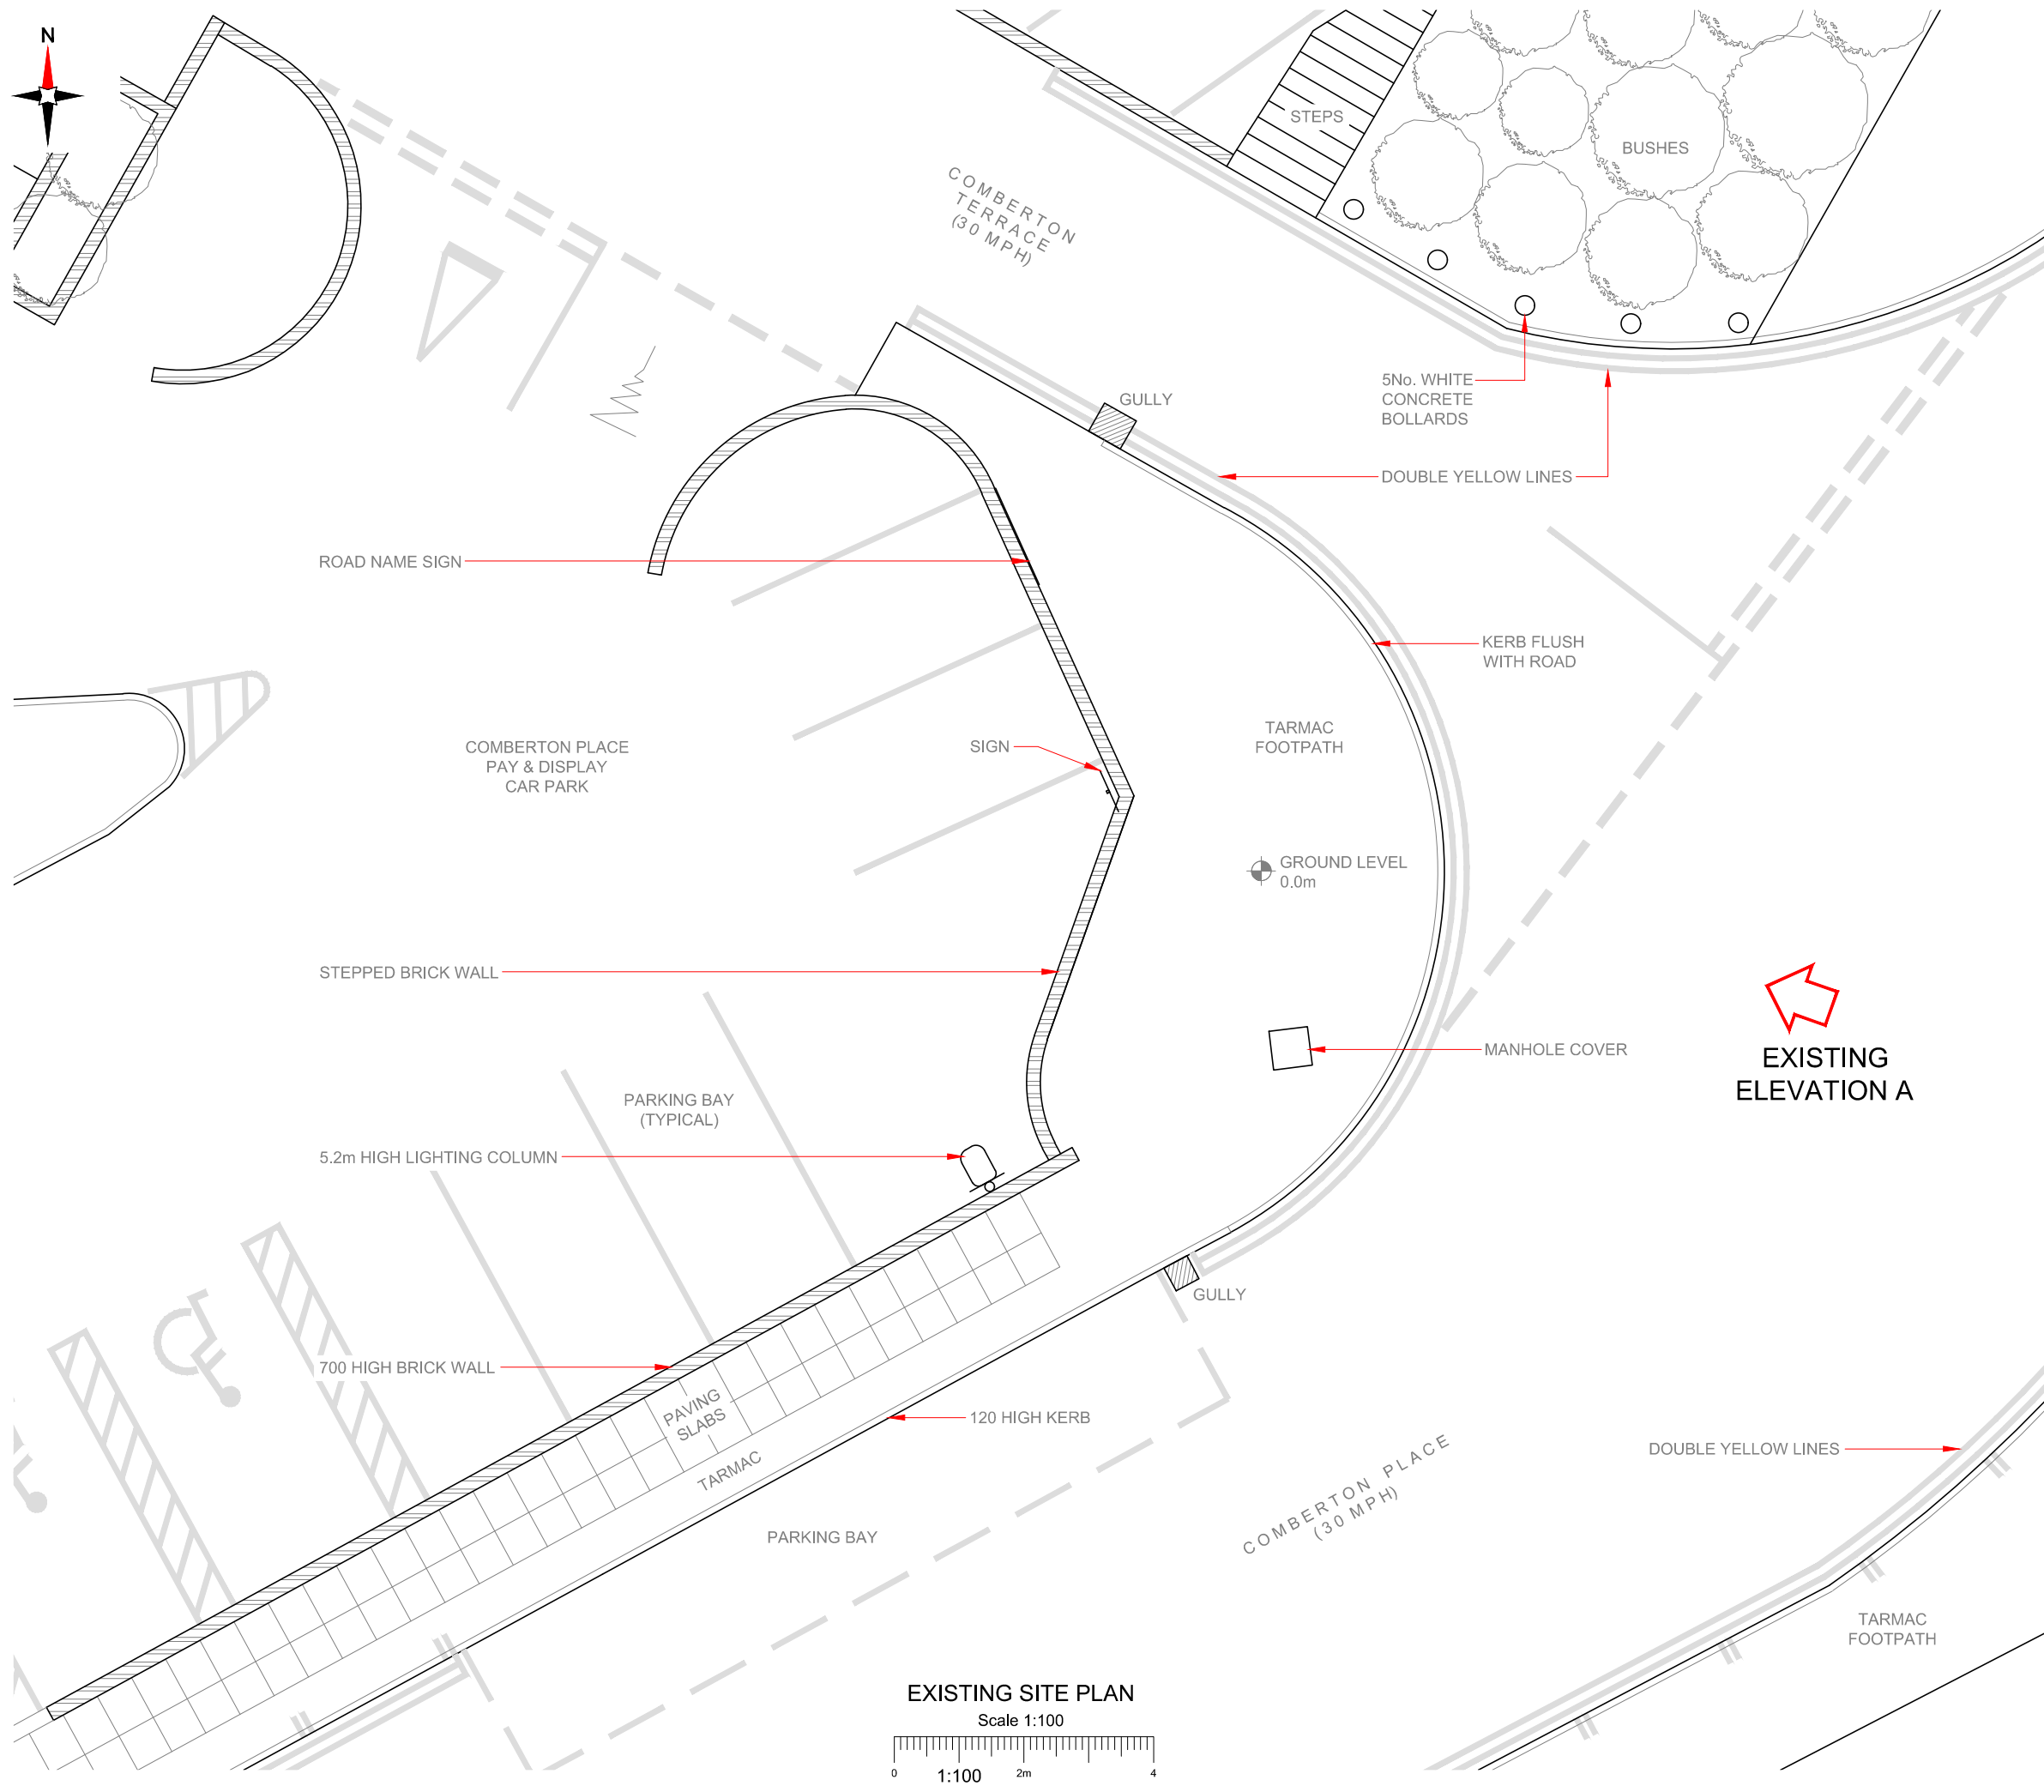 N
STEPS
BUSHES
COMBERTON
TERRACE
(30 MPH)
5No. WHITE
CONCRETE
BOLLARDS
GULLY
DOUBLE YELLOW LINES
ROAD NAME SIGN
KERB FLUSH
WITH ROAD
TARMAC
FOOTPATH
SIGN
COMBERTON PLACE
PAY & DISPLAY
CAR PARK
GROUND LEVEL
0.0m
STEPPED BRICK WALL
MANHOLE COVER
EXISTING
ELEVATION A
PARKING BAY
(TYPICAL)
5.2m HIGH LIGHTING COLUMN
GULLY
700 HIGH BRICK WALL
PAVING
SLABS
120 HIGH KERB
TARMAC
COMBERTON PLACE
(30 MPH)
DOUBLE YELLOW LINES
PARKING BAY
TARMAC
FOOTPATH
EXISTING SITE PLAN
Scale 1:100
0 1:100 2m 4